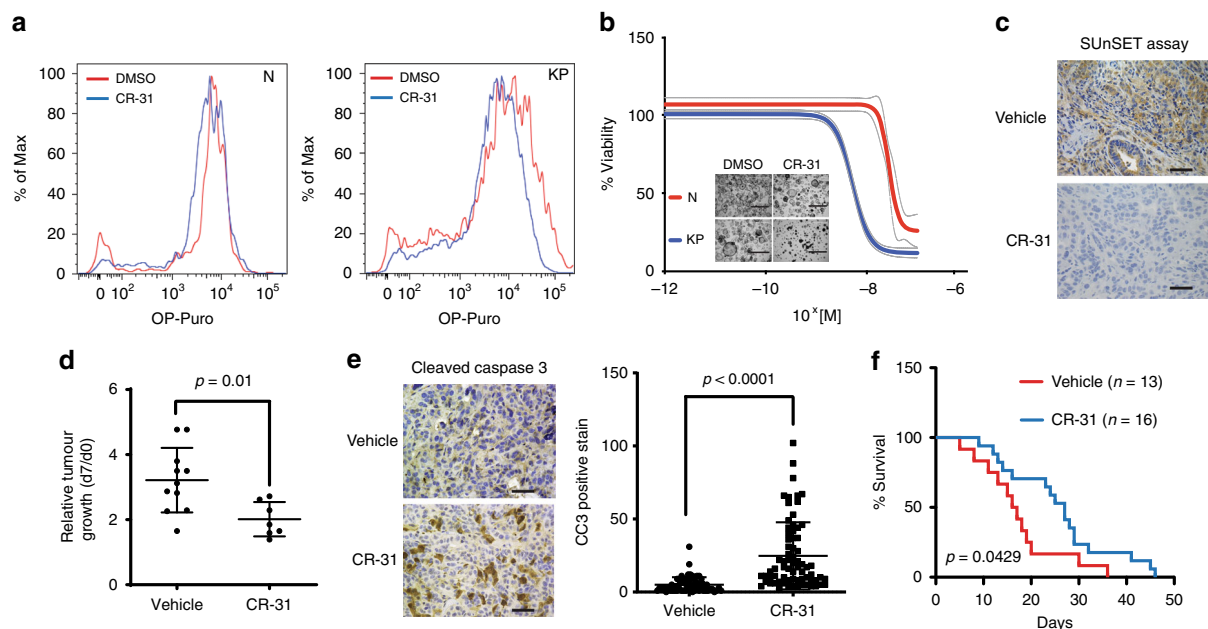 a
N
DMSO
CR-31
% of Max
100
80
60
40
20
0
0 10² 10³ 10⁴ 10⁵
OP-Puro
KP
DMSO
CR-31
% of Max
100
80
60
40
20
0
0 10² 10³ 10⁴ 10⁵
OP-Puro
b
% Viability
150
100
50
0
DMSO CR-31
N
KP
−12 −10 −8 −6
10ˣ[M]
c
SUnSET assay
Vehicle
CR-31
d
p = 0.01
Relative tumour
growth (d7/d0)
6
4
2
0
Vehicle CR-31
e
Cleaved caspase 3
Vehicle
CR-31
p < 0.0001
CC3 positive stain
150
100
50
0
Vehicle CR-31
f
Vehicle (n = 13)
CR-31 (n = 16)
% Survival
150
100
50
0
p = 0.0429
0 10 20 30 40 50
Days